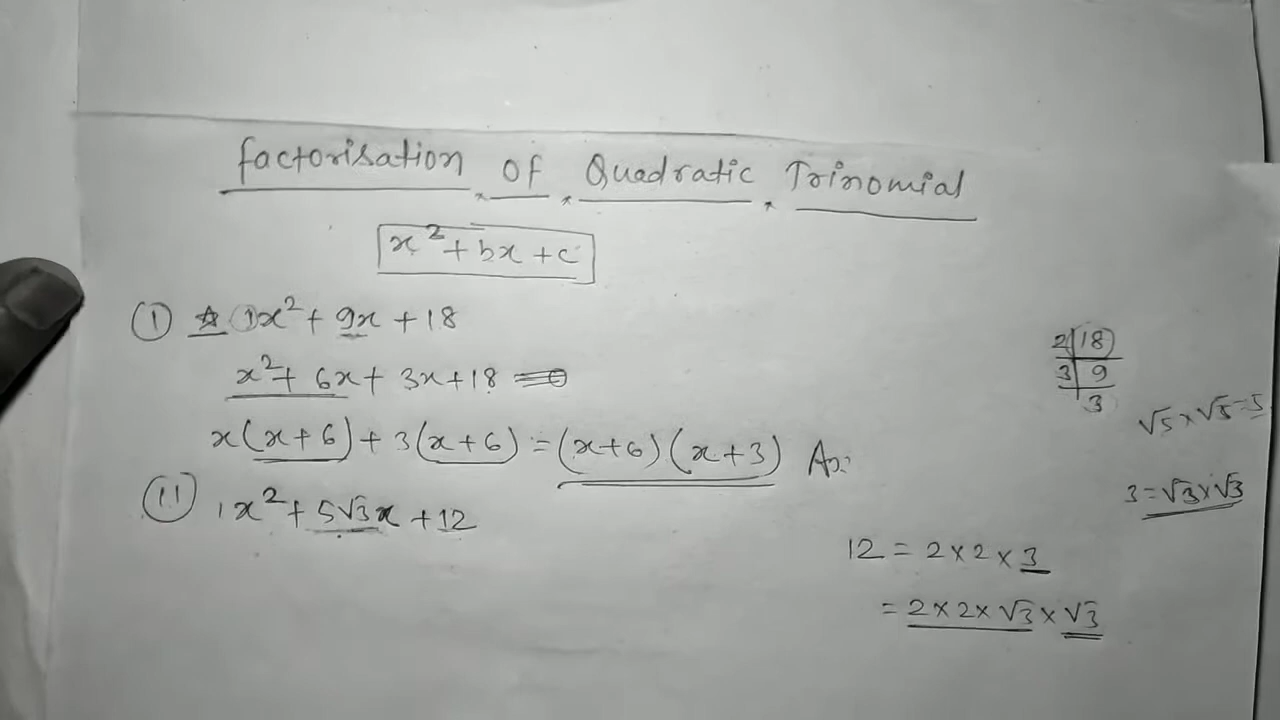 factorisation of Quadratic Trinomial
x² + bx + c
(i) 1x² + 9x + 18
x² + 6x + 3x + 18
x(x+6) + 3(x+6) = (x+6)(x+3) Ans:
(ii) 1x² + 5√3x + 12
2|18
3|9
3
√5 × √5 = 5
3 = √3×√3
12 = 2×2×3
= 2×2×√3×√3